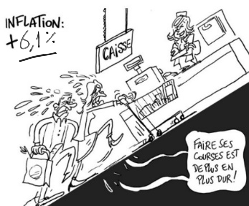 INFLATION:
+6,1%
CAISSE
FAIRE SES
COURSES EST
DE PLUS EN
PLUS DUR!